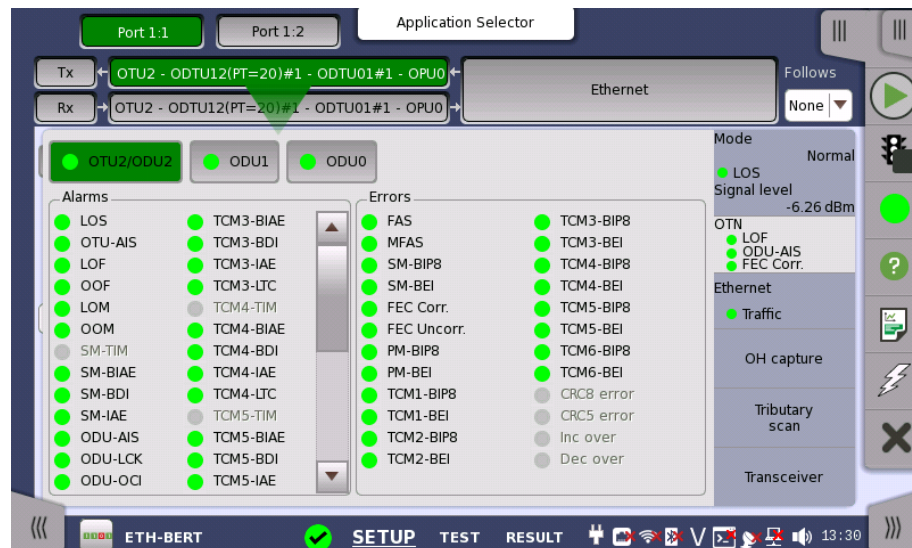 Application Selector
Port 1:1
Port 1:2
Tx
OTU2 - ODTU12(PT=20)#1 - ODTU01#1 - OPU0
Rx
OTU2 - ODTU12(PT=20)#1 - ODTU01#1 - OPU0
Ethernet
Follows
None
OTU2/ODU2
ODU1
ODU0
Alarms
LOS
OTU-AIS
LOF
OOF
LOM
OOM
SM-TIM
SM-BIAE
SM-BDI
SM-IAE
ODU-AIS
ODU-LCK
ODU-OCI
TCM3-BIAE
TCM3-BDI
TCM3-IAE
TCM3-LTC
TCM4-TIM
TCM4-BIAE
TCM4-BDI
TCM4-IAE
TCM4-LTC
TCM5-TIM
TCM5-BIAE
TCM5-BDI
TCM5-IAE
Errors
FAS
MFAS
SM-BIP8
SM-BEI
FEC Corr.
FEC Uncorr.
PM-BIP8
PM-BEI
TCM1-BIP8
TCM1-BEI
TCM2-BIP8
TCM2-BEI
TCM3-BIP8
TCM3-BEI
TCM4-BIP8
TCM4-BEI
TCM5-BIP8
TCM5-BEI
TCM6-BIP8
TCM6-BEI
CRC8 error
CRC5 error
Inc over
Dec over
Mode
Normal
LOS
Signal level
-6.26 dBm
OTN
LOF
ODU-AIS
FEC Corr.
Ethernet
Traffic
OH capture
Tributary
scan
Transceiver
ETH-BERT
SETUP
TEST
RESULT
13:30